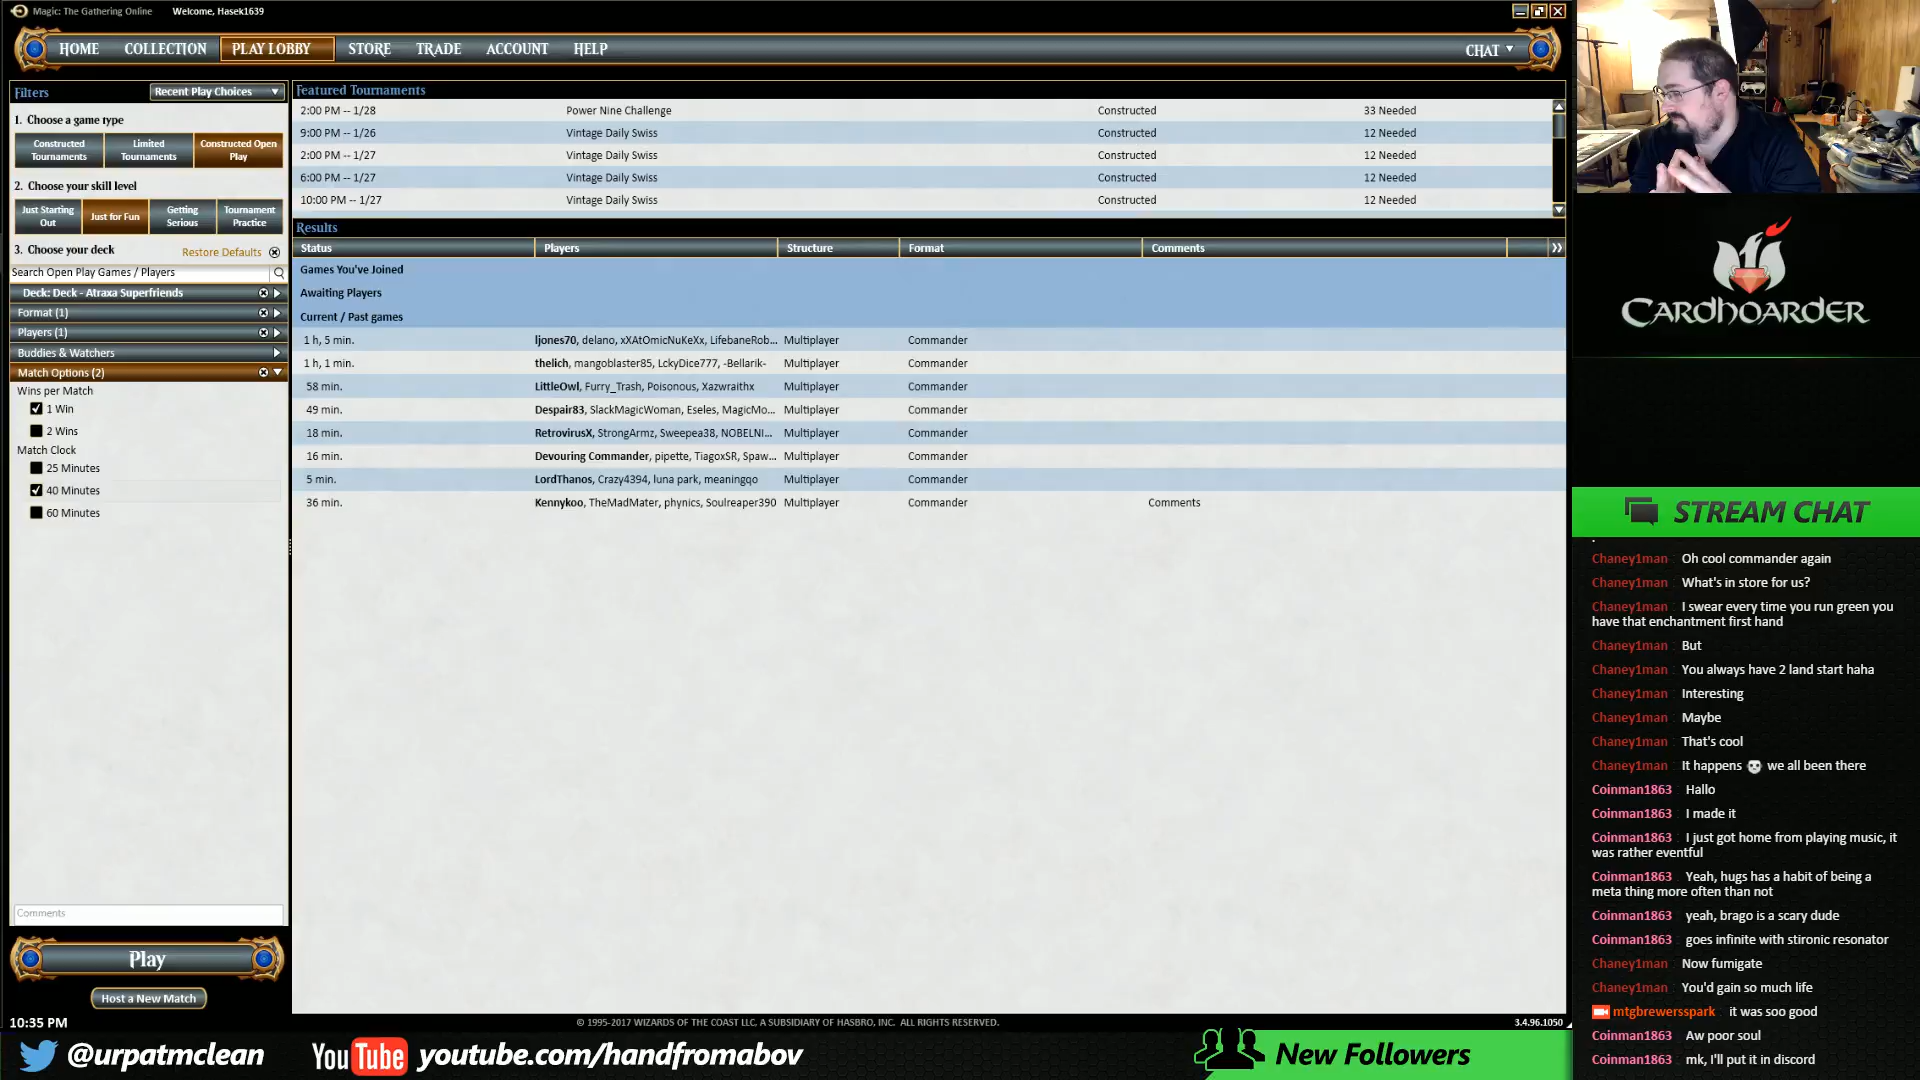 Magic: The Gathering Online Welcome, Hasek1639
HOME COLLECTION PLAY LOBBY STORE TRADE ACCOUNT HELP CHAT
Filters Recent Play Choices
1. Choose a game type
Constructed Tournaments Limited Tournaments Constructed Open Play
2. Choose your skill level
Just Starting Out Just for Fun Getting Serious Tournament Practice
3. Choose your deck Restore Defaults
Search Open Play Games / Players
Deck: Deck - Atraxa Superfriends
Format (1)
Players (1)
Buddies & Watchers
Match Options (2)
Wins per Match
1 Win
2 Wins
Match Clock
25 Minutes
40 Minutes
60 Minutes
Comments
Play
Host a New Match
10:35 PM
Featured Tournaments
2:00 PM -- 1/28 Power Nine Challenge Constructed 33 Needed
9:00 PM -- 1/26 Vintage Daily Swiss Constructed 12 Needed
2:00 PM -- 1/27 Vintage Daily Swiss Constructed 12 Needed
6:00 PM -- 1/27 Vintage Daily Swiss Constructed 12 Needed
10:00 PM -- 1/27 Vintage Daily Swiss Constructed 12 Needed
Results
Status Players Structure Format Comments
Games You've Joined
Awaiting Players
Current / Past games
1 h, 5 min. ljones70, delano, xXAtOmicNuKeXx, LifebaneRob... Multiplayer Commander
1 h, 1 min. thelich, mangoblaster85, LckyDice777, -Bellarik- Multiplayer Commander
58 min. LittleOwl, Furry_Trash, Poisonous, Xazwraithx Multiplayer Commander
49 min. Despair83, SlackMagicWoman, Eseles, MagicMo... Multiplayer Commander
18 min. RetrovirusX, StrongArmz, Sweepea38, NOBELNI... Multiplayer Commander
16 min. Devouring Commander, pipette, TiagoxSR, Spaw... Multiplayer Commander
5 min. LordThanos, Crazy4394, luna park, meaningqo Multiplayer Commander
36 min. Kennykoo, TheMadMater, phynics, Soulreaper390 Multiplayer Commander Comments
© 1995-2017 WIZARDS OF THE COAST LLC, A SUBSIDIARY OF HASBRO, INC. ALL RIGHTS RESERVED.
3.4.96.1050
CARDHOARDER
STREAM CHAT
Chaney1man Oh cool commander again
Chaney1man What's in store for us?
Chaney1man I swear every time you run green you
have that enchantment first hand
Chaney1man But
Chaney1man You always have 2 land start haha
Chaney1man Interesting
Chaney1man Maybe
Chaney1man That's cool
Chaney1man It happens we all been there
Coinman1863 Hallo
Coinman1863 I made it
Coinman1863 I just got home from playing music, it
was rather eventful
Coinman1863 Yeah, hugs has a habit of being a
meta thing more often than not
Coinman1863 yeah, brago is a scary dude
Coinman1863 goes infinite with stironic resonator
Chaney1man Now fumigate
Chaney1man You'd gain so much life
mtgbrewersspark it was soo good
Coinman1863 Aw poor soul
Coinman1863 mk, I'll put it in discord
@urpatmclean YouTube youtube.com/handfromabov New Followers